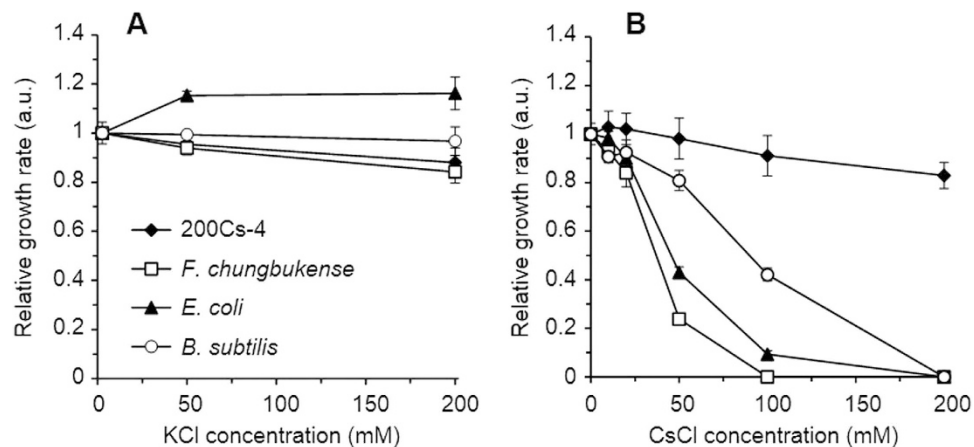 A
Relative growth rate (a.u.)
1.4
1.2
1
0.8
0.6
0.4
0.2
0
200Cs-4
F. chungbukense
E. coli
B. subtilis
0 50 100 150 200
KCl concentration (mM)
B
Relative growth rate (a.u.)
1.4
1.2
1
0.8
0.6
0.4
0.2
0
0 50 100 150 200
CsCl concentration (mM)